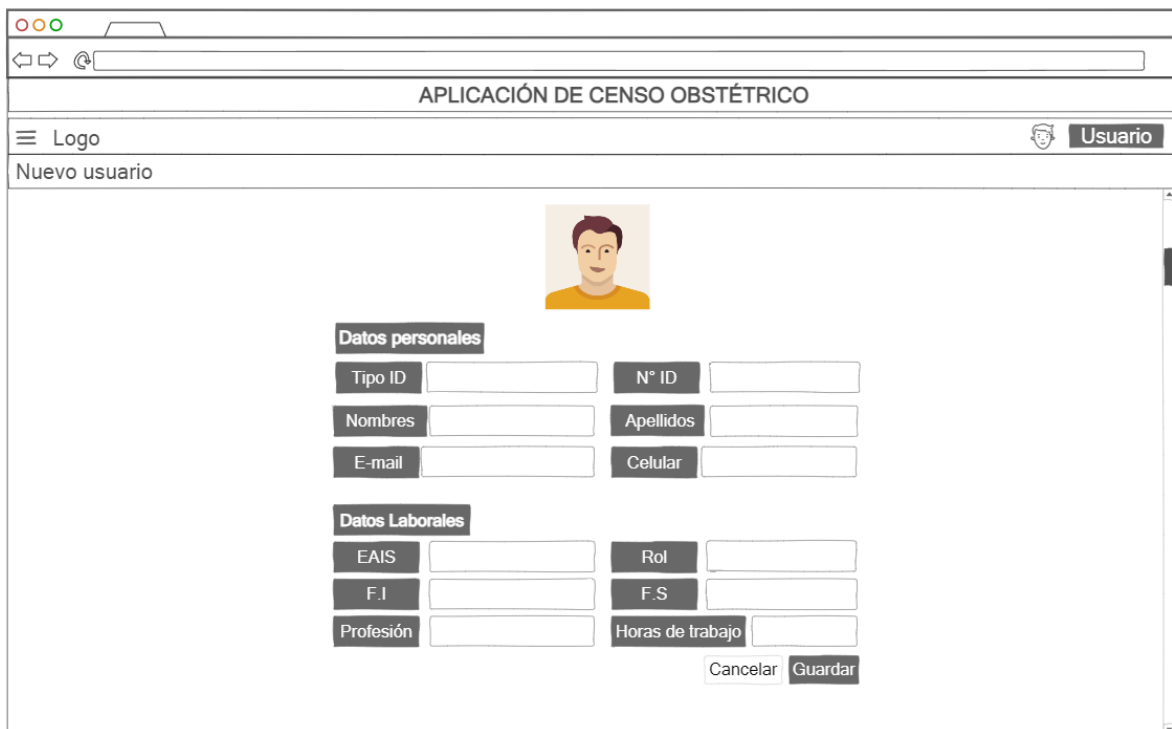 APLICACIÓN DE CENSO OBSTÉTRICO
Logo Usuario
Nuevo usuario
Datos personales
Tipo ID N° ID
Nombres Apellidos
E-mail Celular
Datos Laborales
EAIS Rol
F.I F.S
Profesión Horas de trabajo
Cancelar Guardar